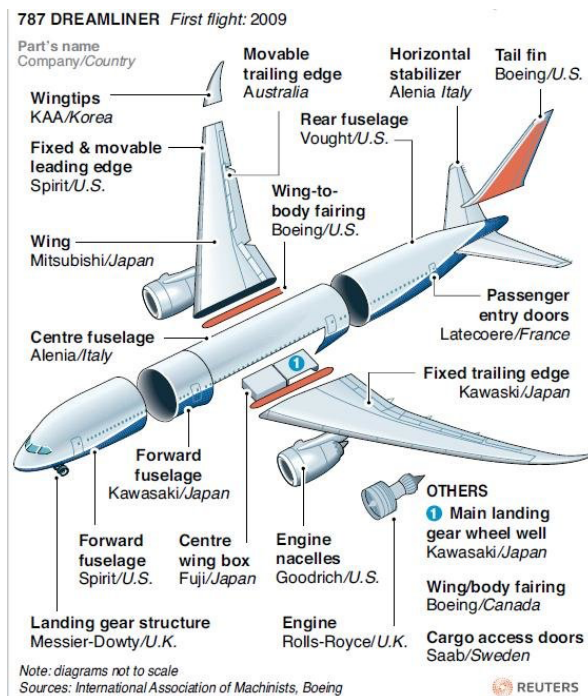 787 DREAMLINER First flight: 2009
Part's name
Company/Country
Wingtips
KAA/Korea
Fixed & movable
leading edge
Spirit/U.S.
Wing
Mitsubishi/Japan
Centre fuselage
Alenia/Italy
Movable
trailing edge
Australia
Rear fuselage
Vought/U.S.
Wing-to-
body fairing
Boeing/U.S.
Horizontal
stabilizer
Alenia Italy
Tail fin
Boeing/U.S.
Passenger
entry doors
Latecoere/France
Fixed trailing edge
Kawaski/Japan
1
Forward
fuselage
Kawasaki/Japan
Forward
fuselage
Spirit/U.S.
Centre
wing box
Fuji/Japan
Engine
nacelles
Goodrich/U.S.
Landing gear structure
Messier-Dowty/U.K.
Engine
Rolls-Royce/U.K.
OTHERS
1 Main landing
gear wheel well
Kawasaki/Japan
Wing/body fairing
Boeing/Canada
Cargo access doors
Saab/Sweden
Note: diagrams not to scale
Sources: International Association of Machinists, Boeing
REUTERS